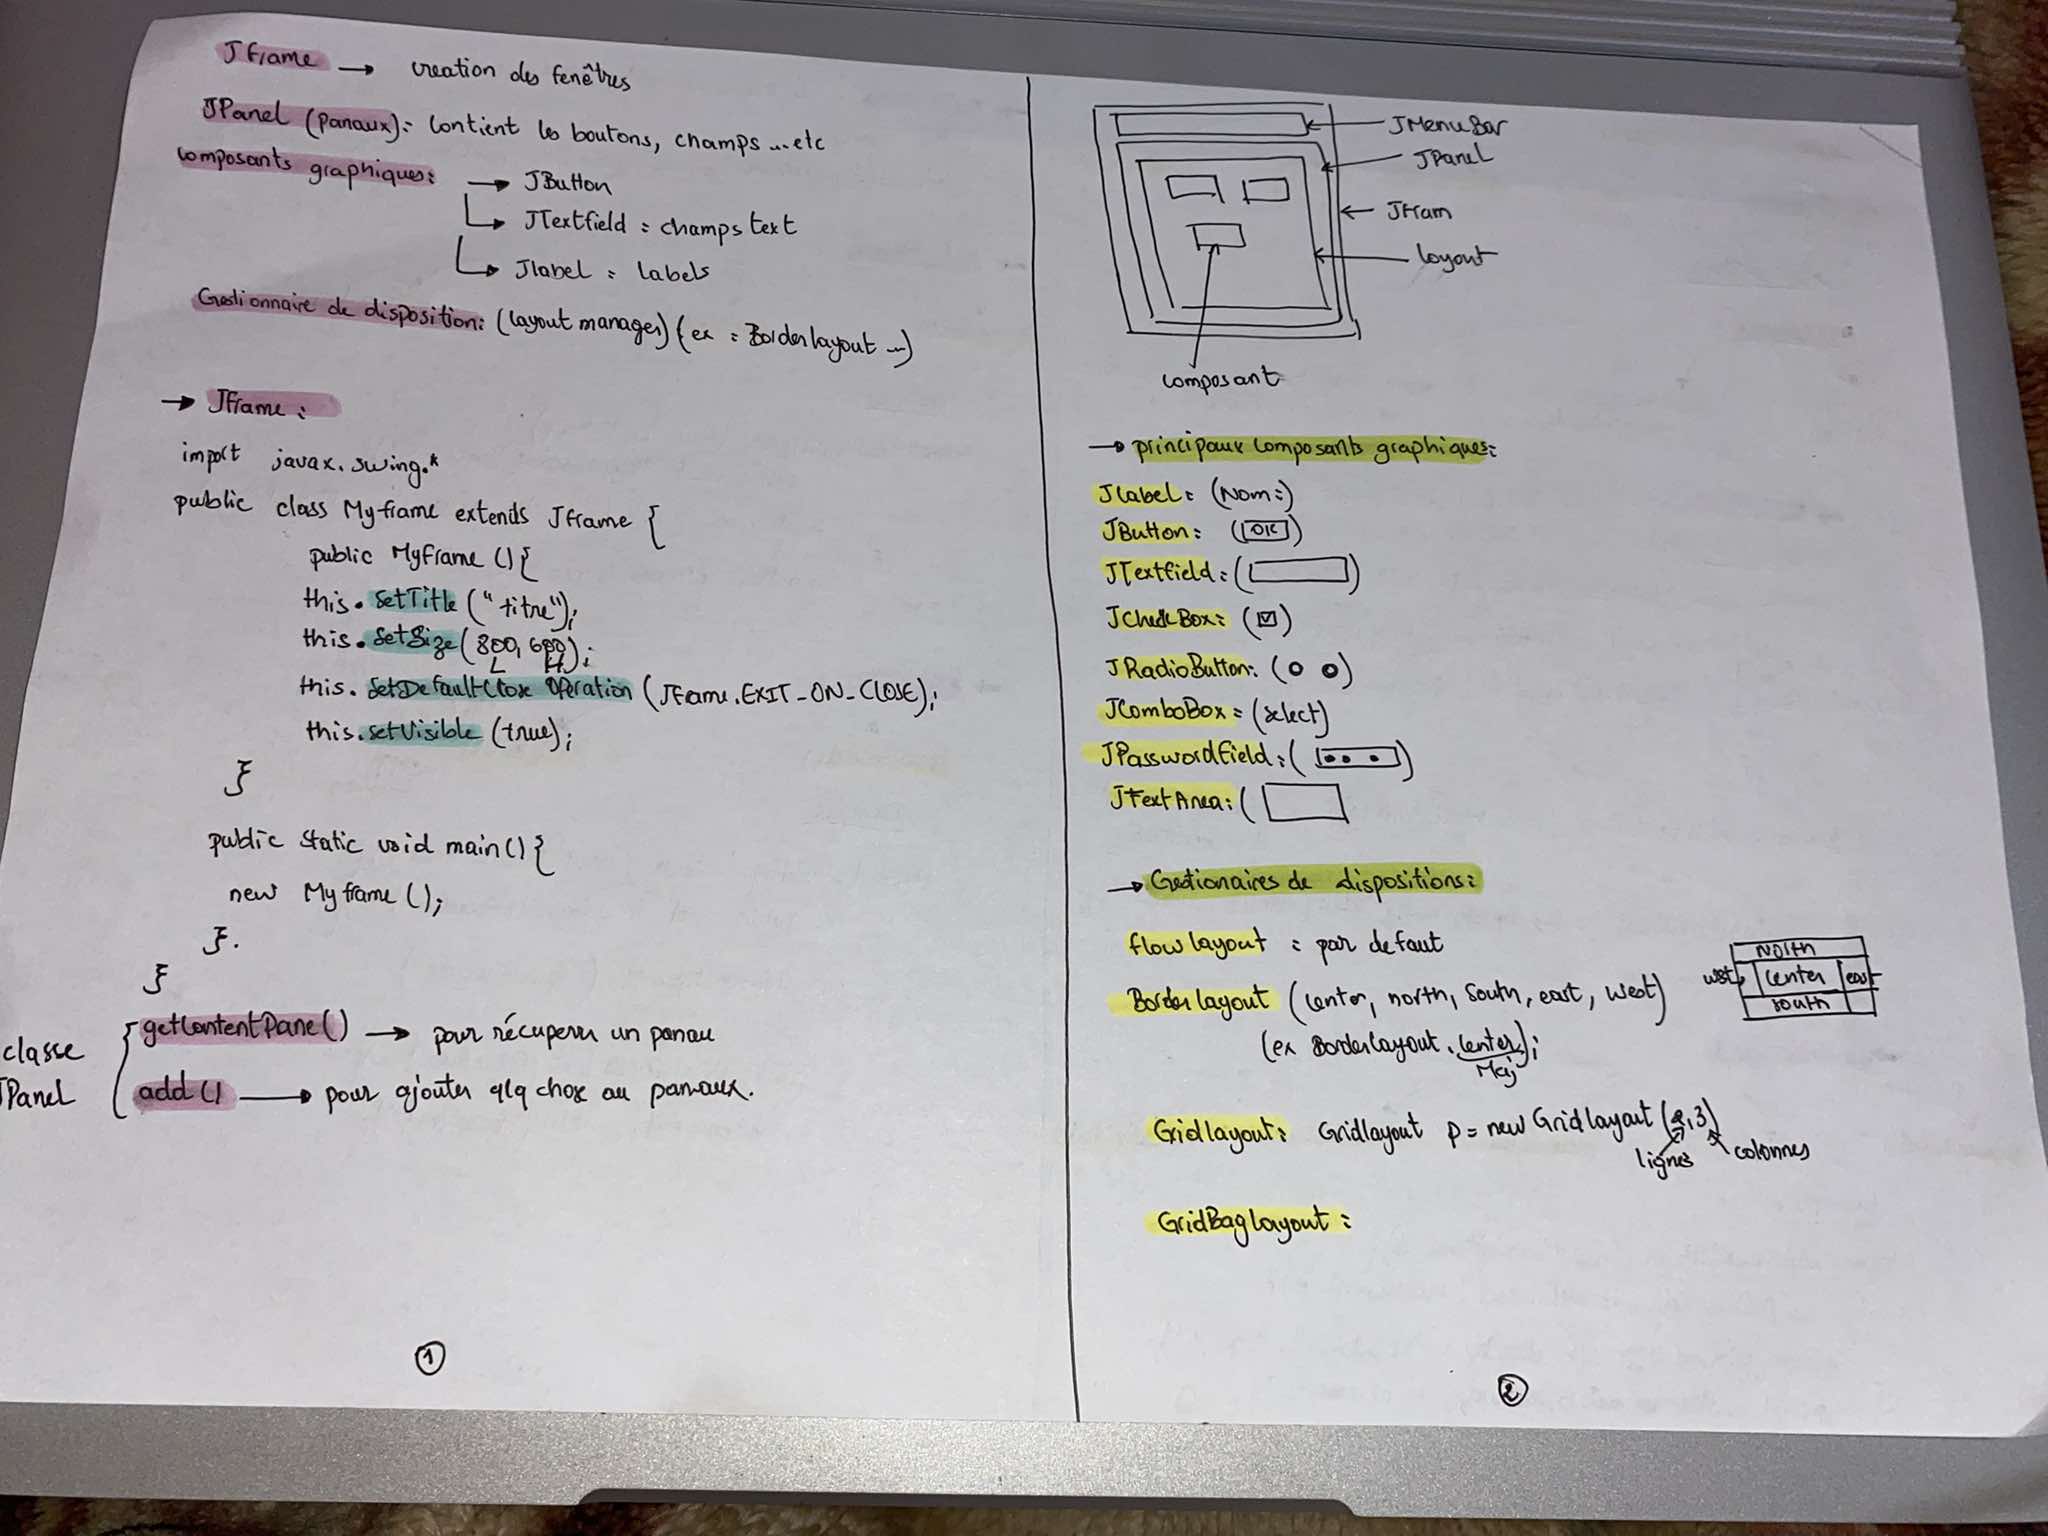 JFrame → creation des fenêtres
JPanel (panaux): contient les boutons, champs ... etc
composants graphiques:
→ JButton
→ JTextfield = champs text
→ Jlabel = labels
Gestionnaire de disposition: (layout manager) (ex = Borderlayout ...)
→ JFrame:
import javax.swing.*
public class Myframe extends Jframe {
public MyFrame () {
this.setTitle ("titre");
this.SetSize (800, 600);
L H
this.SetDefaultClose Operation (JFrame.EXIT_ON_CLOSE);
this.setVisible (true);
}
public static void main () {
new Myframe ();
}.
}
classe JPanel
{ getContentPane() → pour récuperer un panau
add() → pour ajouter qlq chose au panaux.
①
JMenuBar
JPanel
JFram
layout
composant
→ principaux composants graphiques:
JLabel: (Nom:)
JButton: (OK)
JTextfield: ( )
JCheckBox: (☑)
JRadioButton: (o o)
JComboBox = (select)
JPasswordField: (•• •)
JTextArea: (
→ Gestionaires de dispositions:
flowlayout = par defaut
Borderlayout (center, north, south, east, west)
North
west center east
south
(ex Borderlayout.center);
Maj
Gridlayout: Gridlayout p = new Gridlayout (2,3)
lignes colonnes
GridBaglayout:
②